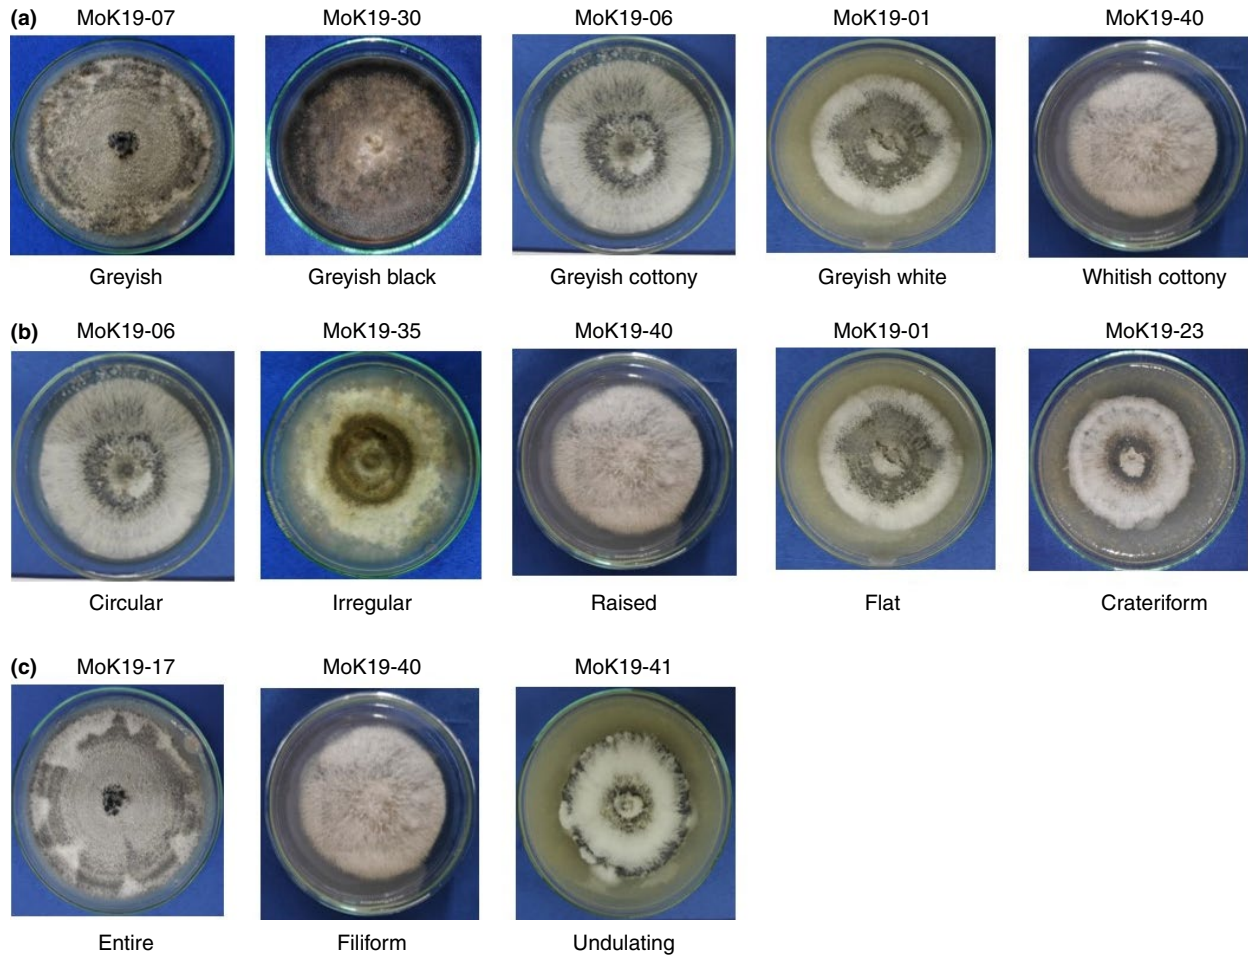 (a) MoK19-07 MoK19-30 MoK19-06 MoK19-01 MoK19-40
Greyish Greyish black Greyish cottony Greyish white Whitish cottony
(b) MoK19-06 MoK19-35 MoK19-40 MoK19-01 MoK19-23
Circular Irregular Raised Flat Crateriform
(c) MoK19-17 MoK19-40 MoK19-41
Entire Filiform Undulating